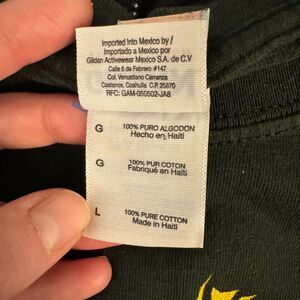 Imported into Mexico by /
Importado a Mexico por /
Gildan Activewear Mexico S.A. de C.V
Calle 5 de Febrero #147
Col. Venustiano Carranza
Castanos, Coahuila C.P. 25870
RFC: GAM-050502-JA8
G
100% PURO ALGODON
Hecho en Haiti
G
100% PUR COTON
Fabriqué en Haiti
L
100% PURE COTTON
Made in Haiti